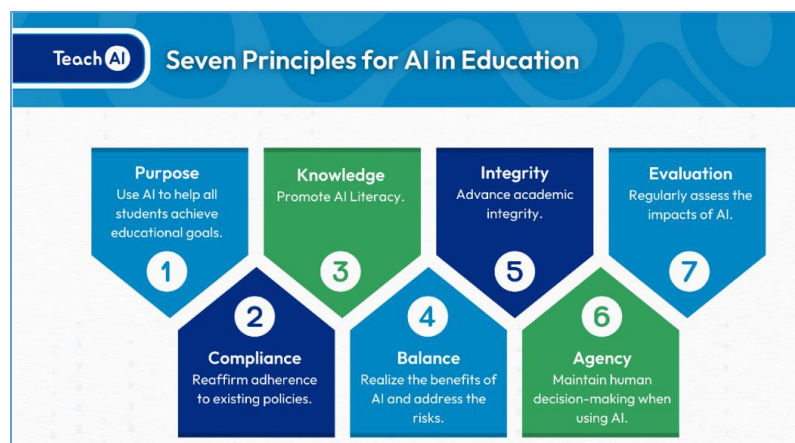 Teach AI
Seven Principles for AI in Education
Purpose
Use AI to help all
students achieve
educational goals.
1
2
Compliance
Reaffirm adherence
to existing policies.
Knowledge
Promote AI Literacy.
3
4
Balance
Realize the benefits of
AI and address the
risks.
Integrity
Advance academic
integrity.
5
6
Agency
Maintain human
decision-making when
using AI.
Evaluation
Regularly assess the
impacts of AI.
7